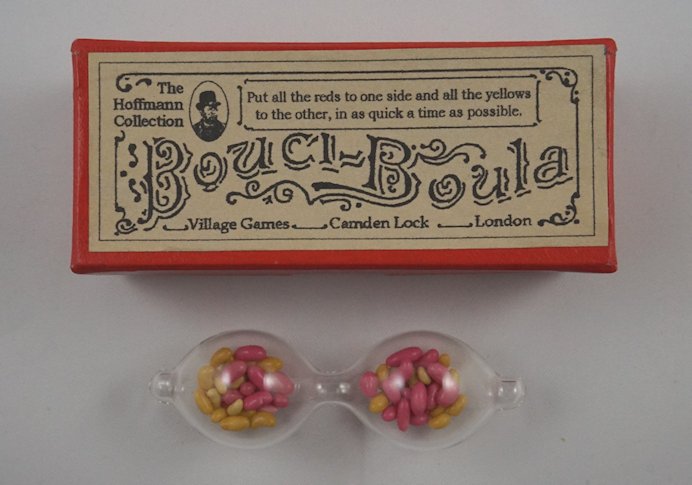 The
Hoffmann
Collection
Put all the reds to one side and all the yellows
to the other, in as quick a time as possible.
Bouci-Boula
Village Games Camden Lock London